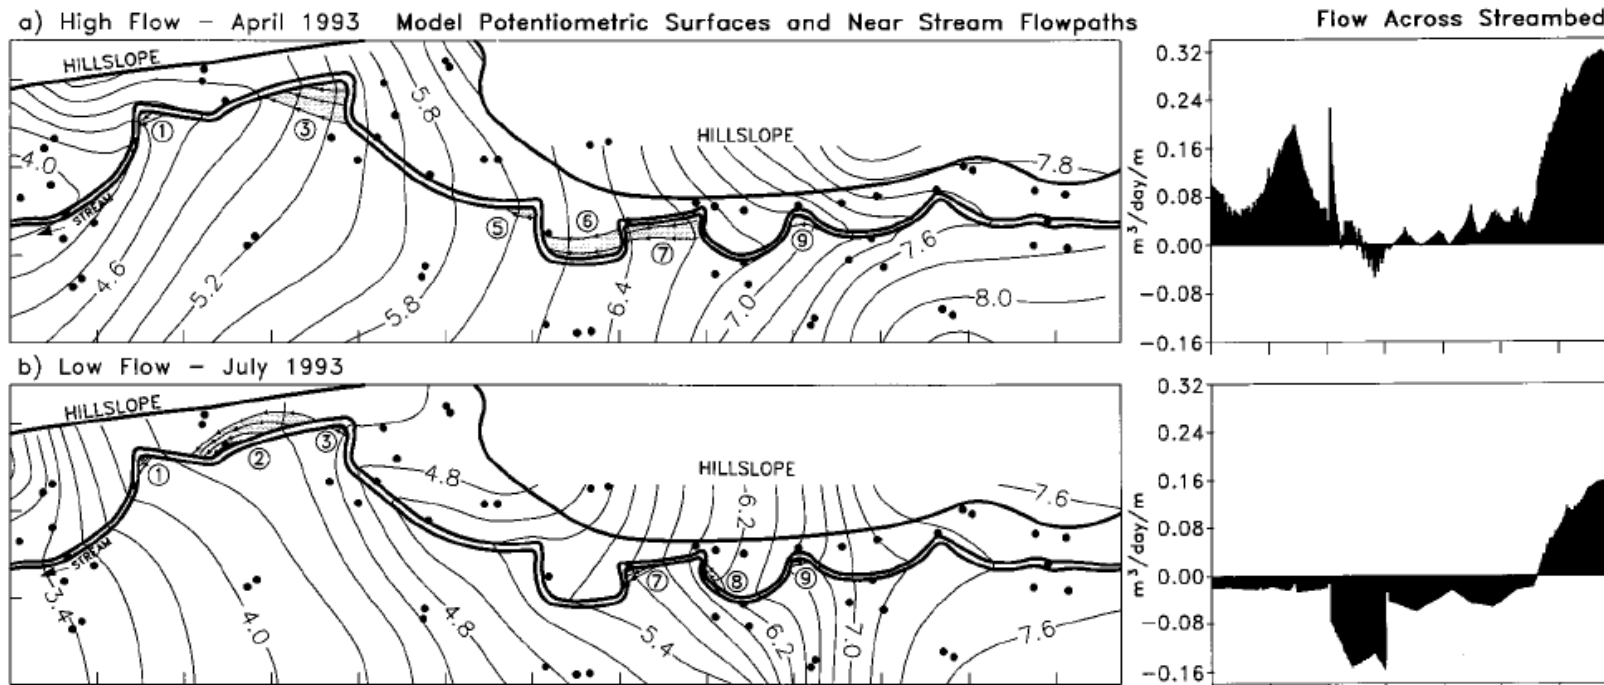 a) High Flow – April 1993 Model Potentiometric Surfaces and Near Stream Flowpaths Flow Across Streambed
HILLSLOPE
HILLSLOPE
STREAM
4.0
4.6
5.2
5.8
5.8
6.4
7.0
7.6
7.8
8.0
① ③ ⑤ ⑥ ⑦ ⑨
0.32
0.24
0.16
0.08
0.00
−0.08
−0.16
m³/day/m
b) Low Flow – July 1993
HILLSLOPE
HILLSLOPE
STREAM
3.4
4.0
4.8
4.8
5.4
6.2
6.2
7.0
7.6
7.6
① ② ③ ⑦ ⑧ ⑨
0.32
0.24
0.16
0.08
0.00
−0.08
−0.16
m³/day/m